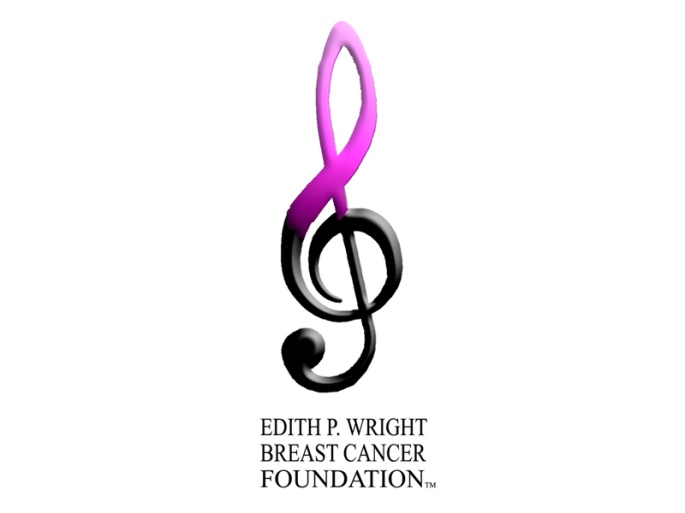 EDITH P. WRIGHT
BREAST CANCER
FOUNDATION™